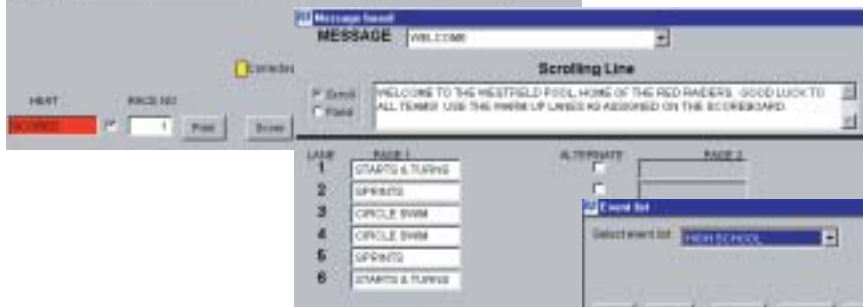 Message board
MESSAGE WELCOME
Scrolling Line
Scroll
Fixed
WELCOME TO THE WESTFIELD POOL, HOME OF THE RED RAIDERS. GOOD LUCK TO
ALL TEAMS! USE THE WARM UP LANES AS ASSIGNED ON THE SCOREBOARD.
HEAT RACE NO
SCORED 1 Print Score
LANE PAGE 1 ALTERNATE PAGE 2
1 STARTS & TURNS
2 SPRINTS
3 CIRCLE SWIM
4 CIRCLE SWIM
5 SPRINTS
6 STARTS & TURNS
Event list
Select event list HIGH SCHOOL